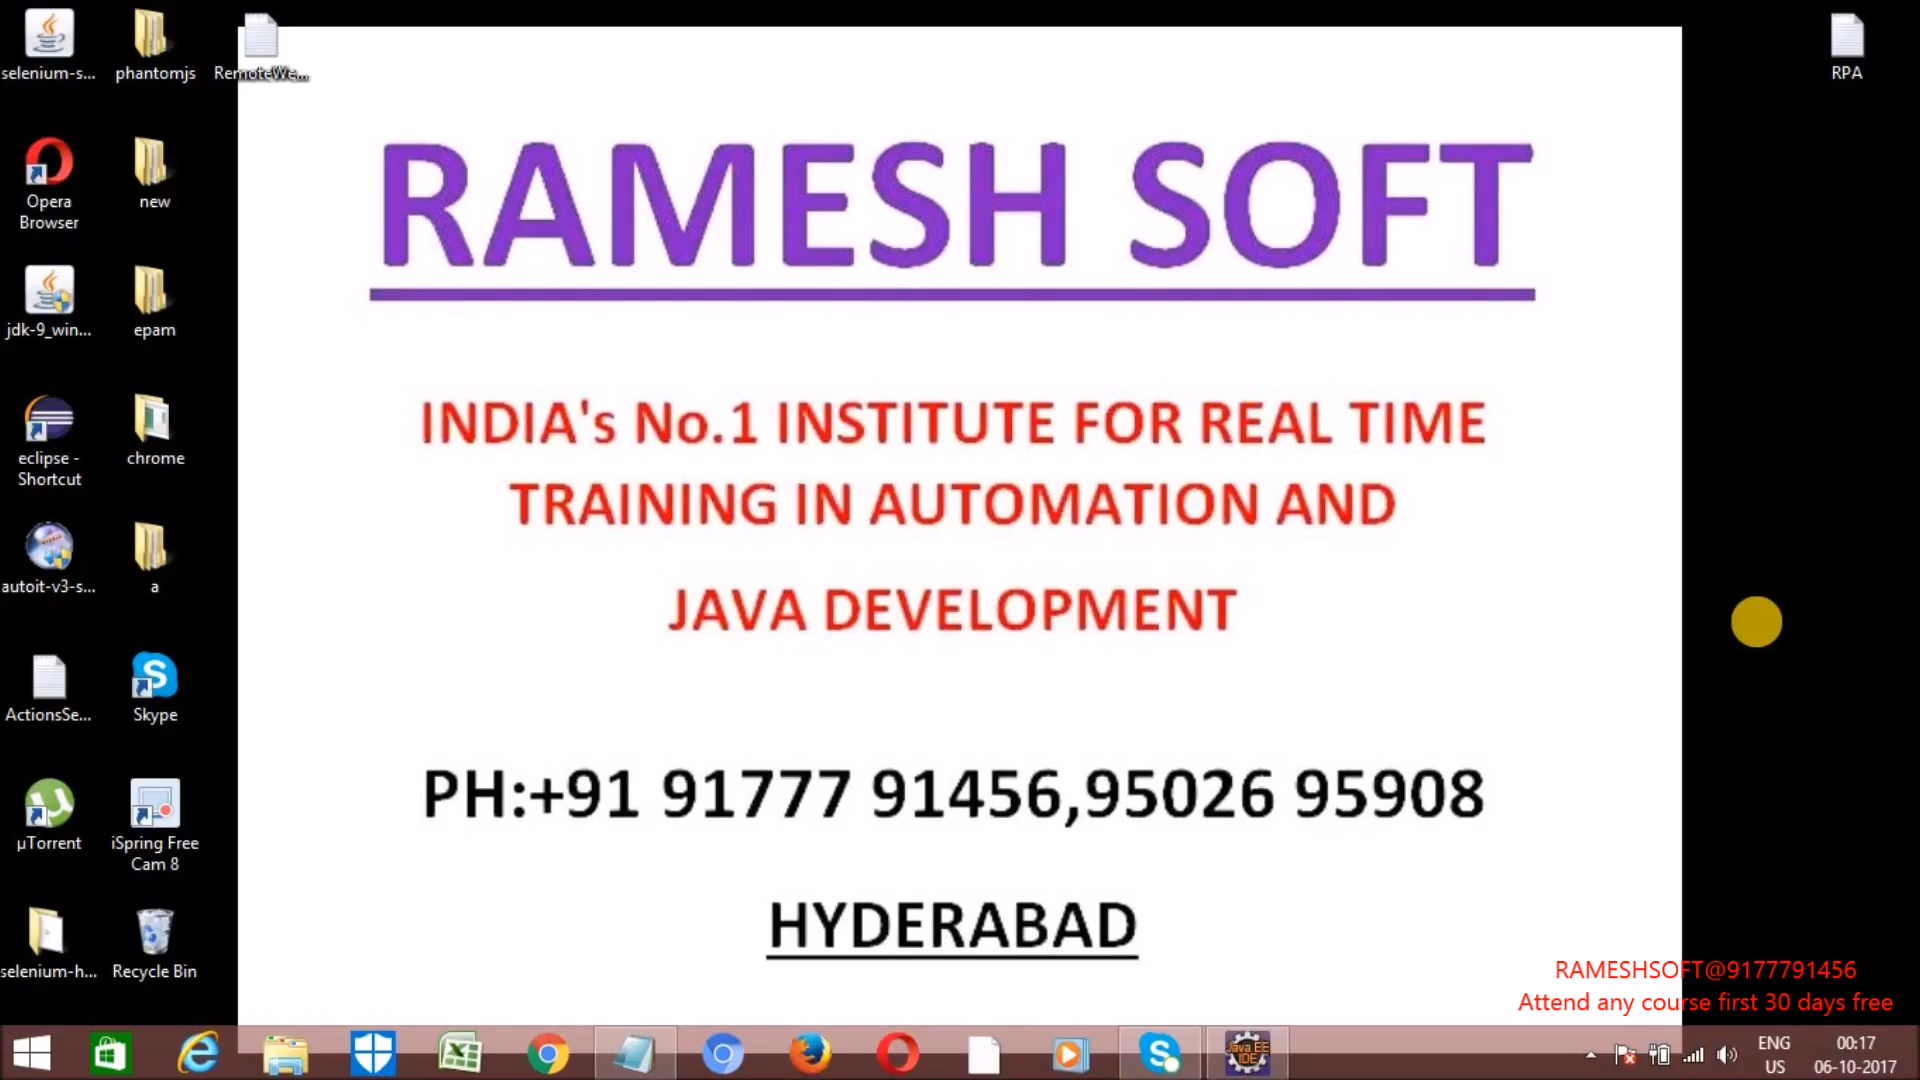 selenium-s...
phantomjs
RemoteWe...
RPA
Opera
Browser
new
jdk-9_win...
epam
eclipse -
Shortcut
chrome
autoit-v3-s...
a
ActionsSe...
Skype
µTorrent
iSpring Free
Cam 8
selenium-h...
Recycle Bin
RAMESH SOFT
INDIA's No.1 INSTITUTE FOR REAL TIME
TRAINING IN AUTOMATION AND
JAVA DEVELOPMENT
PH:+91 91777 91456,95026 95908
HYDERABAD
RAMESHSOFT@9177791456
Attend any course first 30 days free
Java EE
IDE
ENG
US
00:17
06-10-2017